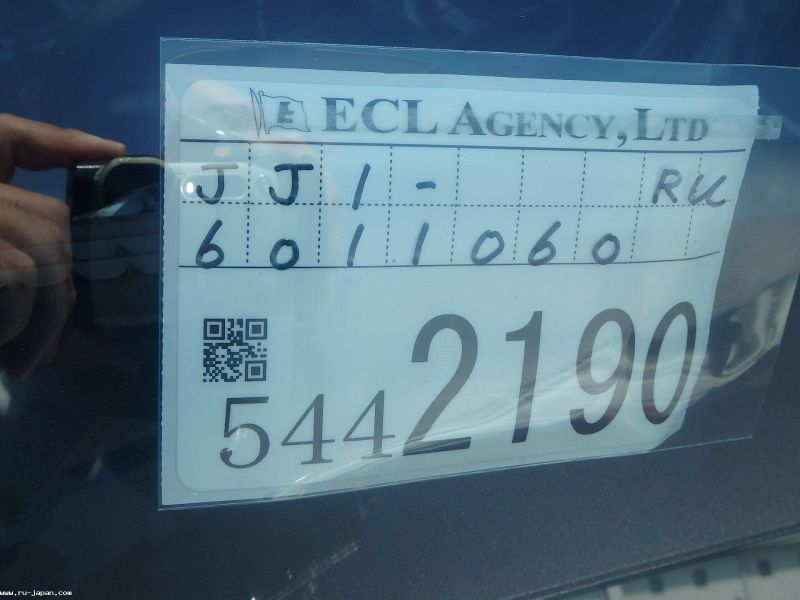 E ECL AGENCY, LTD
JJ1- RU
6011060
5442190
www.ru-japan.com